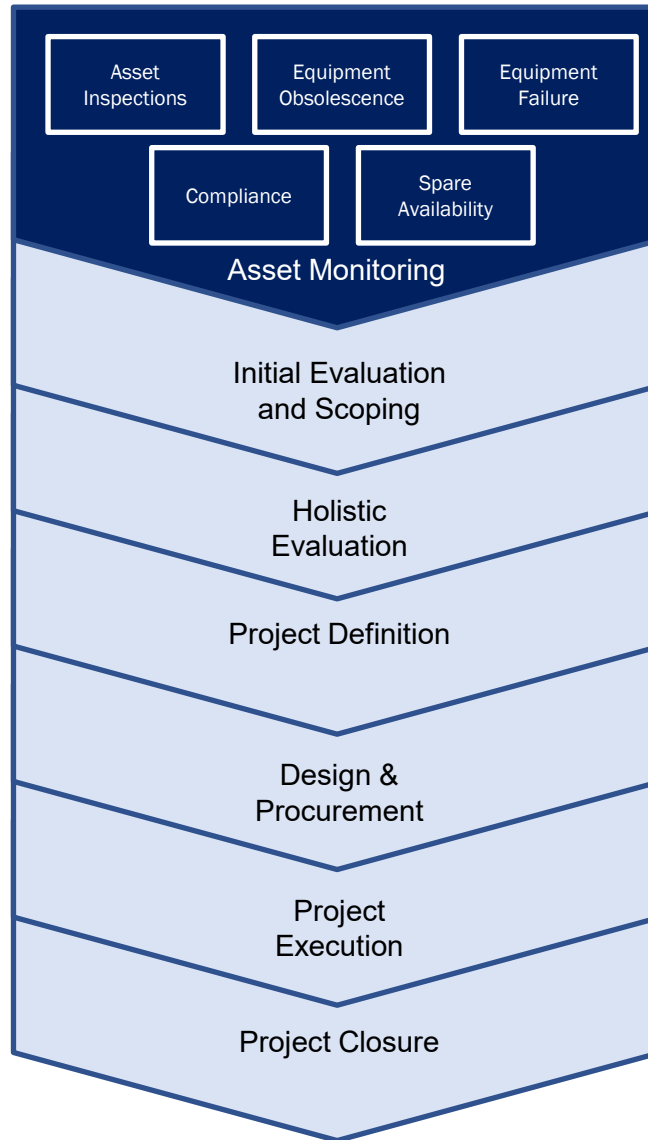 Asset
Inspections
Equipment
Obsolescence
Equipment
Failure
Compliance
Spare
Availability
Asset Monitoring
Initial Evaluation
and Scoping
Holistic
Evaluation
Project Definition
Design &
Procurement
Project
Execution
Project Closure